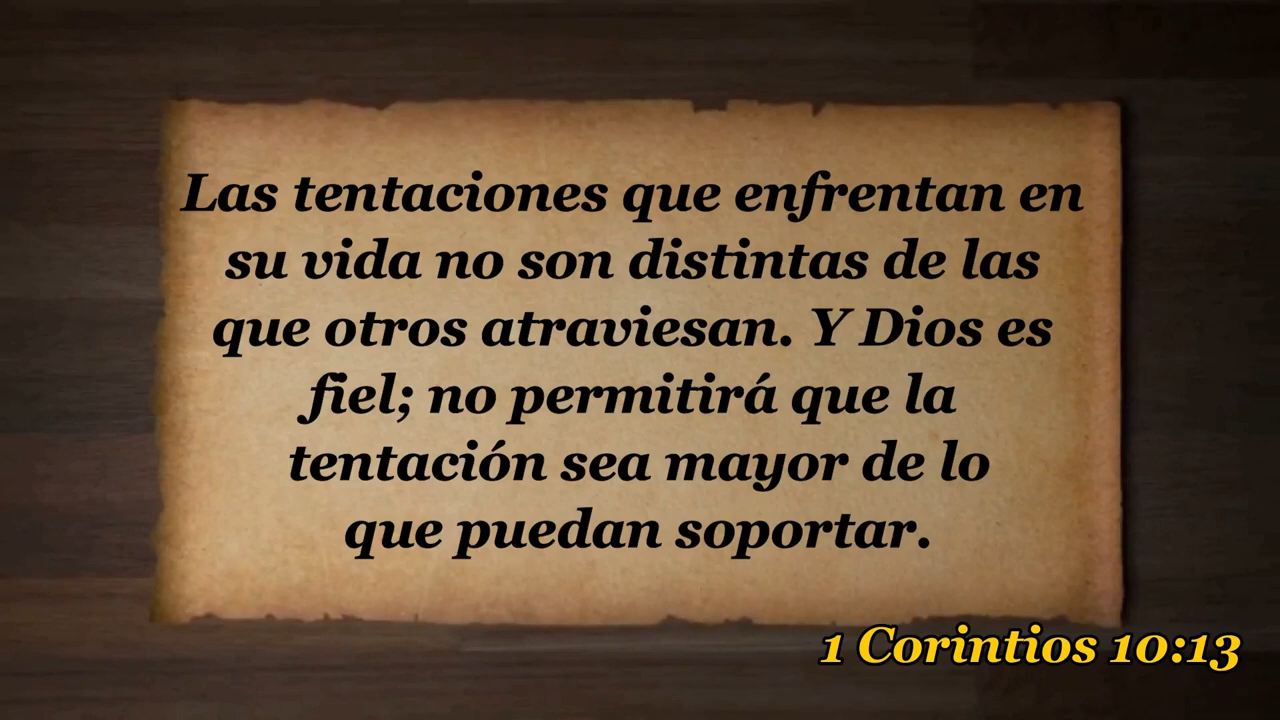 Las tentaciones que enfrentan en
su vida no son distintas de las
que otros atraviesan. Y Dios es
fiel; no permitirá que la
tentación sea mayor de lo
que puedan soportar.
1 Corintios 10:13